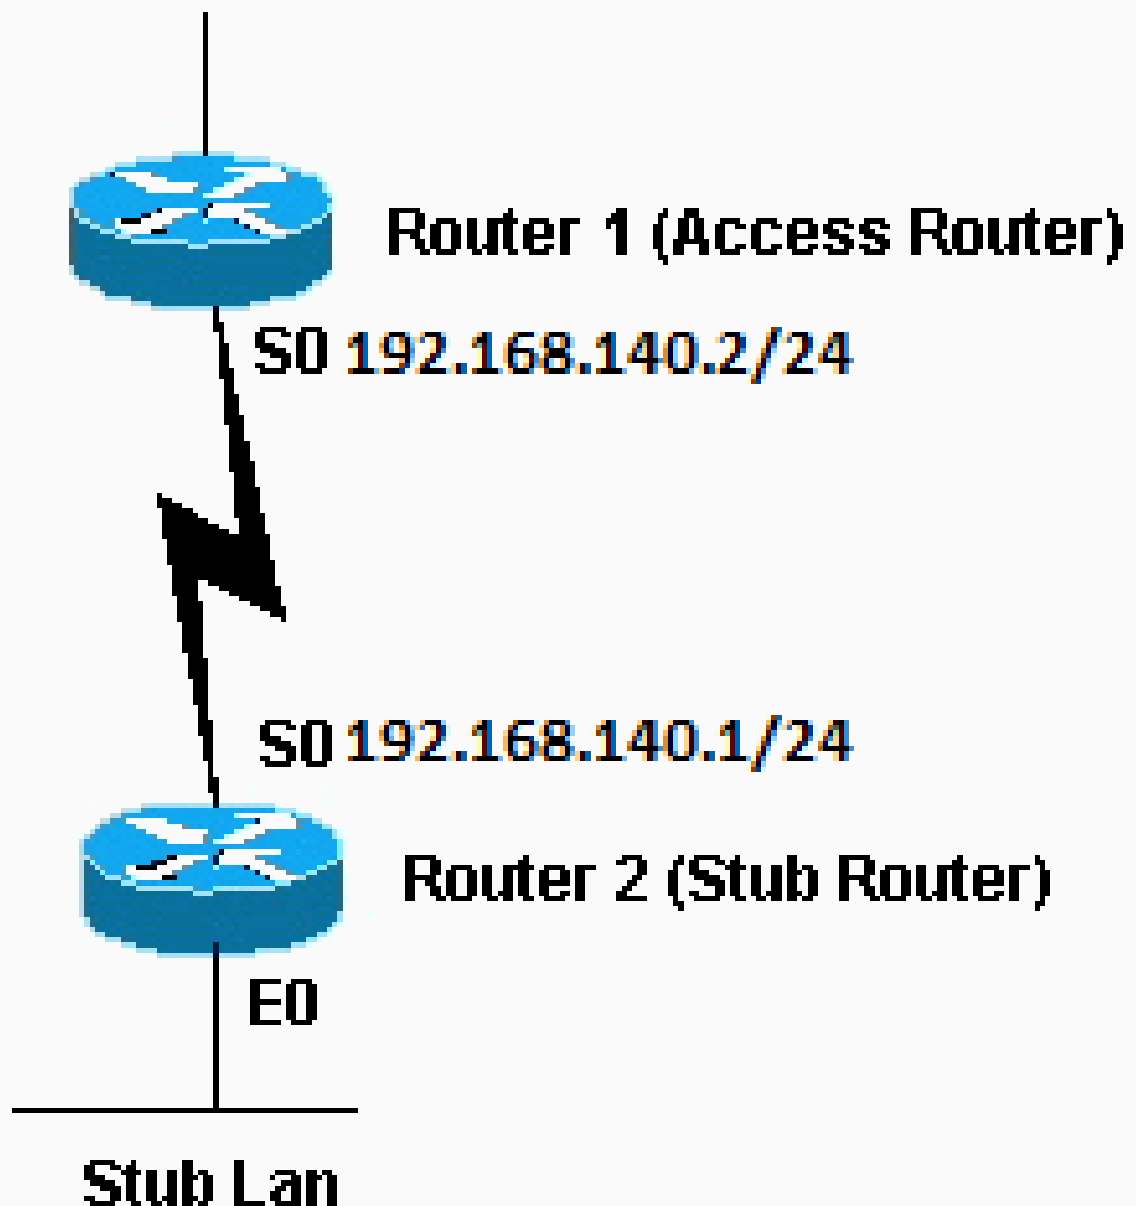 Router 1 (Access Router)
S0 192.168.140.2/24
S0 192.168.140.1/24
Router 2 (Stub Router)
E0
Stub Lan